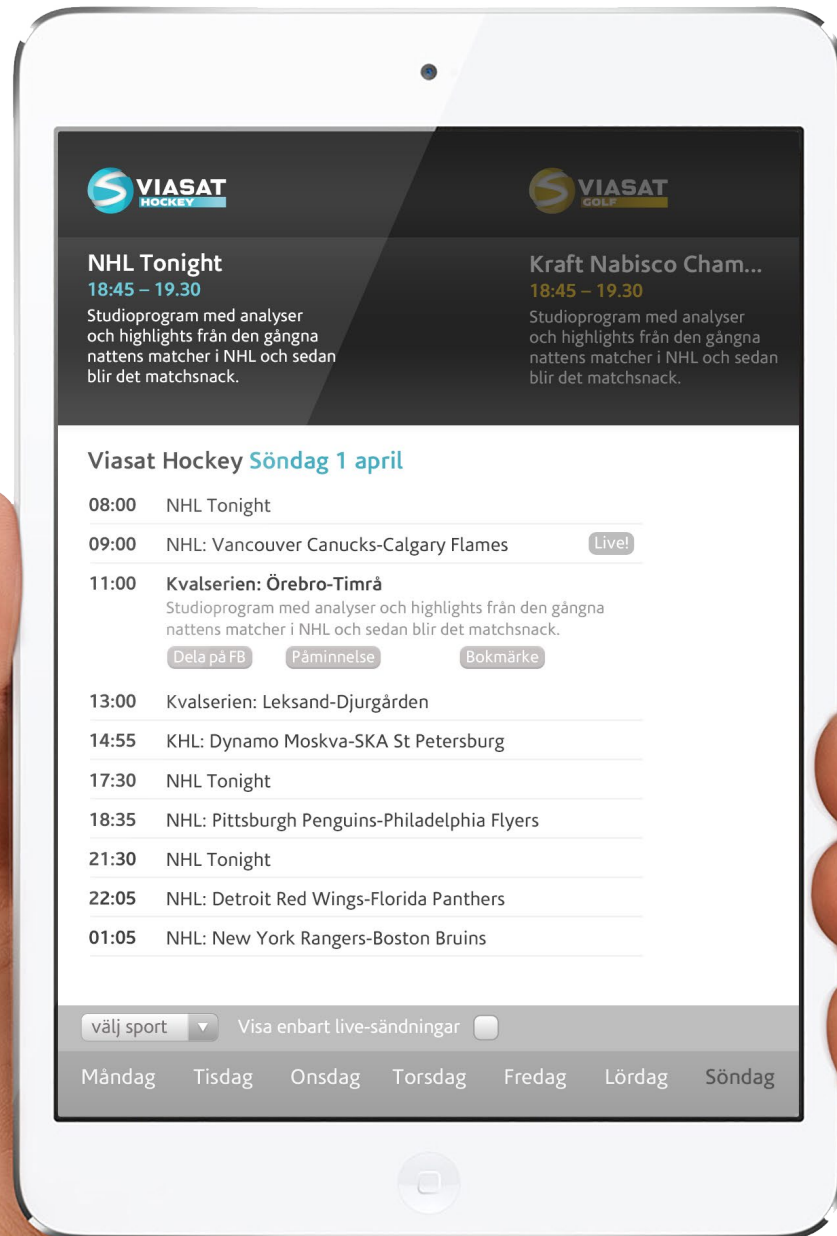 VIASAT
HOCKEY
NHL Tonight
18:45 – 19.30
Studioprogram med analyser
och highlights från den gångna
nattens matcher i NHL och sedan
blir det matchsnack.
VIASAT
GOLF
Kraft Nabisco Cham...
18:45 – 19.30
Studioprogram med analyser
och highlights från den gångna
nattens matcher i NHL och sedan
blir det matchsnack.
Viasat Hockey Söndag 1 april
08:00 NHL Tonight
09:00 NHL: Vancouver Canucks-Calgary Flames Live!
11:00 Kvalserien: Örebro-Timrå
Studioprogram med analyser och highlights från den gångna
nattens matcher i NHL och sedan blir det matchsnack.
Dela på FB Påminnelse Bokmärke
13:00 Kvalserien: Leksand-Djurgården
14:55 KHL: Dynamo Moskva-SKA St Petersburg
17:30 NHL Tonight
18:35 NHL: Pittsburgh Penguins-Philadelphia Flyers
21:30 NHL Tonight
22:05 NHL: Detroit Red Wings-Florida Panthers
01:05 NHL: New York Rangers-Boston Bruins
välj sport Visa enbart live-sändningar
Måndag Tisdag Onsdag Torsdag Fredag Lördag Söndag